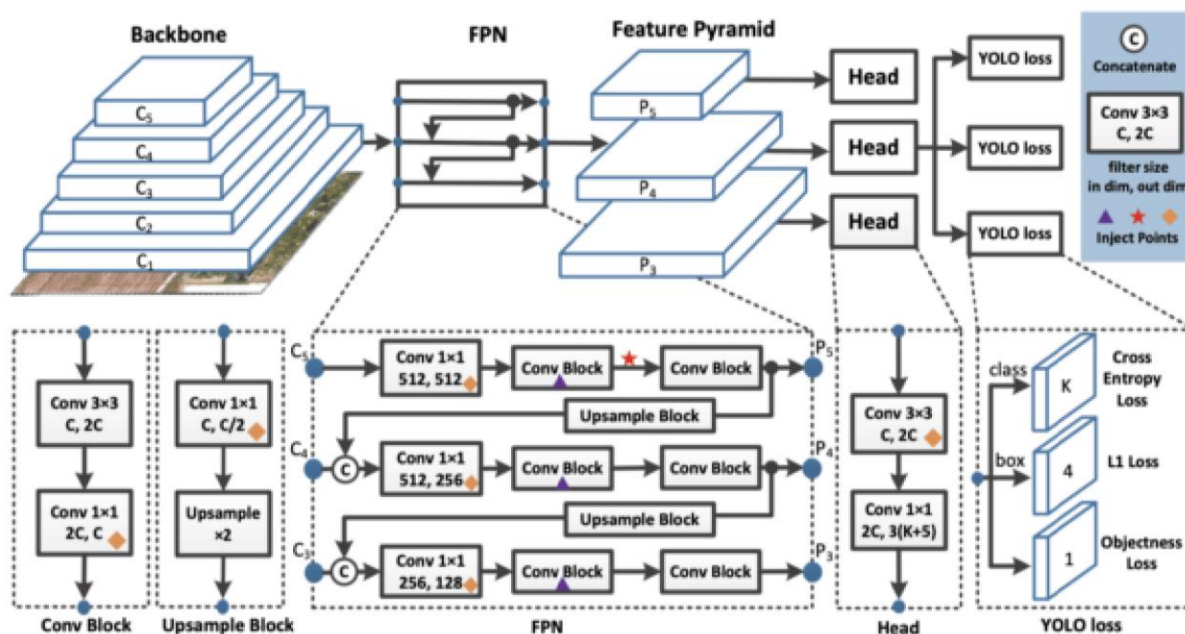 Backbone
FPN
Feature Pyramid
C5
C4
C3
C2
C1
P5
P4
P3
Head
Head
Head
YOLO loss
YOLO loss
YOLO loss
C
Concatenate
Conv 3×3
C, 2C
filter size
in dim, out dim
Inject Points
Conv 3×3
C, 2C
Conv 1×1
2C, C
Conv Block
Conv 1×1
C, C/2
Upsample
×2
Upsample Block
C5
Conv 1×1
512, 512
Conv Block
Conv Block
P5
Upsample Block
C4
C
Conv 1×1
512, 256
Conv Block
Conv Block
P4
Upsample Block
C3
C
Conv 1×1
256, 128
Conv Block
Conv Block
P3
FPN
Conv 3×3
C, 2C
Conv 1×1
2C, 3(K+5)
Head
class
K
Cross
Entropy
Loss
box
4
L1 Loss
1
Objectness
Loss
YOLO loss